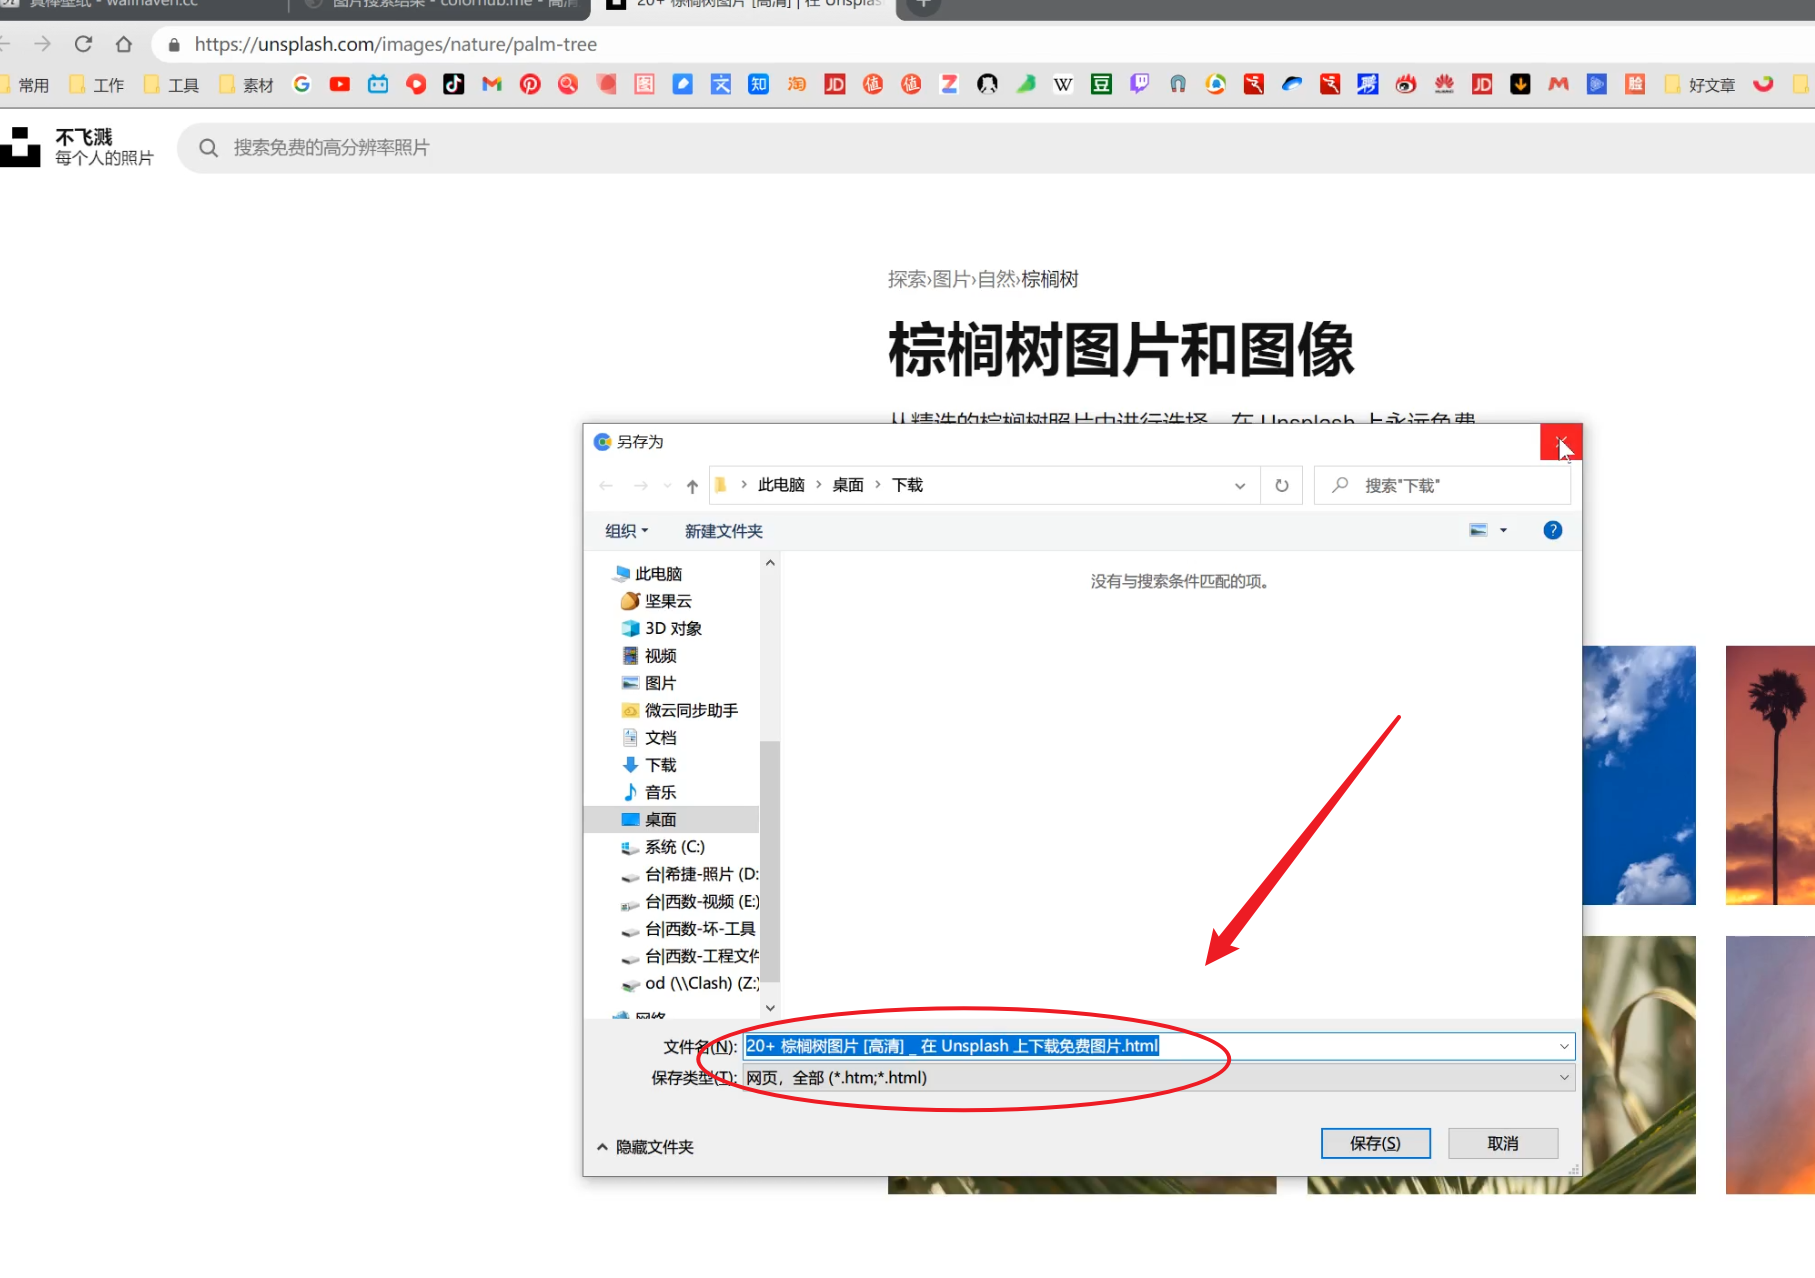 真棒壁纸 - wallhaven.cc
图片搜索结果 - colorhub.me - 高清
20+ 棕榈树图片 [高清] | 在 Unsplas
https://unsplash.com/images/nature/palm-tree
常用
工作
工具
素材
好文章
不飞溅
每个人的照片
搜索免费的高分辨率照片
探索›图片›自然›棕榈树
棕榈树图片和图像
从精选的棕榈树照片中进行选择。在 Unsplash 上永远免费
另存为
此电脑 › 桌面 › 下载
搜索"下载"
组织
新建文件夹
没有与搜索条件匹配的项。
此电脑
坚果云
3D 对象
视频
图片
微云同步助手
文档
下载
音乐
桌面
系统 (C:)
台|希捷-照片 (D:
台|西数-视频 (E:)
台|西数-坏-工具
台|西数-工程文件
od (\\Clash) (Z:)
网络
文件名(N): 20+ 棕榈树图片 [高清] _ 在 Unsplash 上下载免费图片.html
保存类型(T): 网页，全部 (*.htm;*.html)
隐藏文件夹
保存(S)
取消